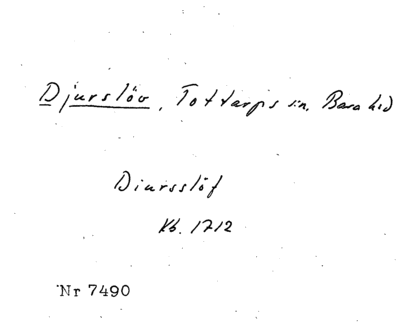 Djurslöv, Tottarps sn, Bara hd
Diursslöf
Kb. 1712
Nr 7490